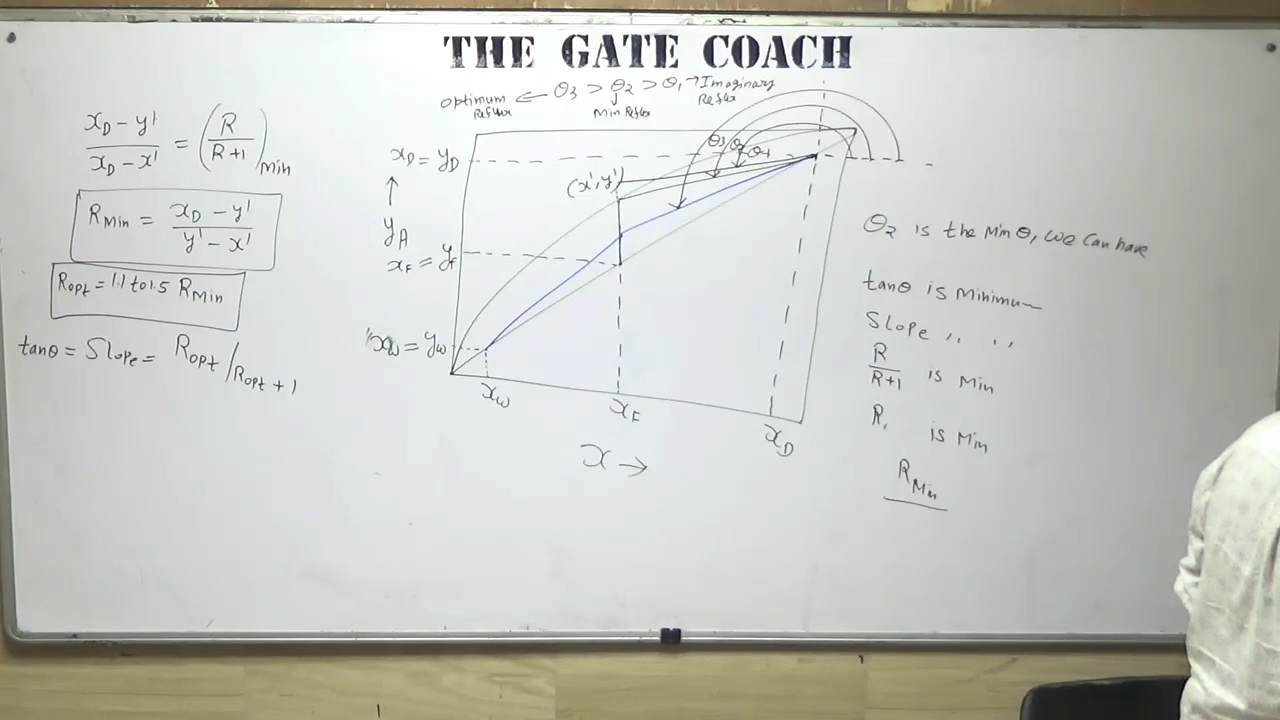 THE GATE COACH
optimum Reflux ← θ3 > θ2 > θ1 → Imaginary Reflux
↓ Min Reflux
xD − y' / xD − x' = (R / R+1)Min
RMin = xD − y' / y' − x'
Ropt = 1.1 to 1.5 RMin
tanθ = Slope = Ropt / Ropt + 1
xD = yD
↑
yA
xF = yF
xW = yW
(x', y')
θ3 θ2 θ1
xW
xF
xD
x →
θ2 is the Min θ, we can have
tanθ is Minimum
Slope ,, ,,
R / R+1 is Min
R, is Min
RMin